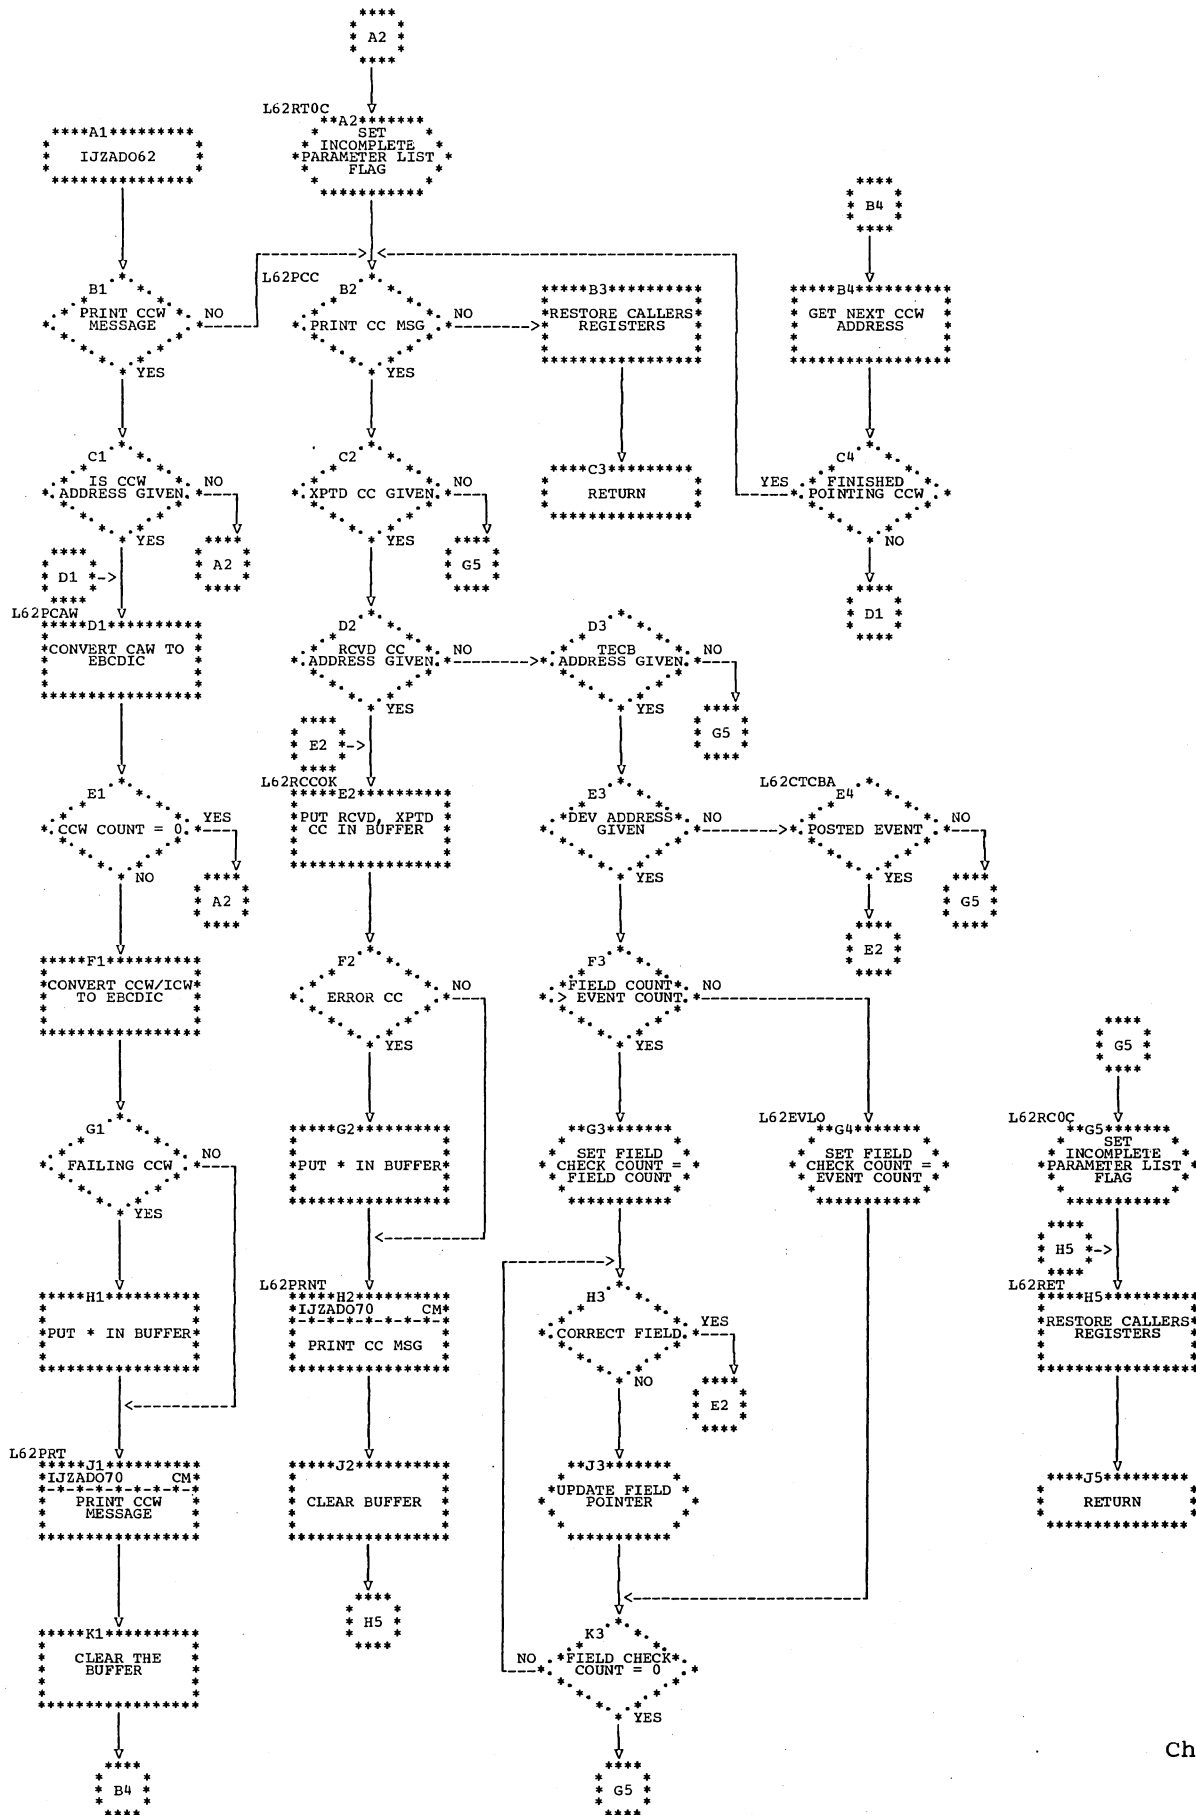 A2
L62RT0C
A2
SET
INCOMPLETE
PARAMETER LIST
FLAG
A1
IJZADO62
B4
B1
PRINT CCW
MESSAGE
NO
YES
L62PCC
B2
PRINT CC MSG
NO
YES
B3
RESTORE CALLERS
REGISTERS
B4
GET NEXT CCW
ADDRESS
C1
IS CCW
ADDRESS GIVEN
NO
YES
A2
C2
XPTD CC GIVEN
NO
YES
G5
C3
RETURN
C4
FINISHED
POINTING CCW
YES
NO
D1
D1
L62PCAW
D1
CONVERT CAW TO
EBCDIC
D2
RCVD CC
ADDRESS GIVEN
NO
YES
D3
TECB
ADDRESS GIVEN
NO
YES
G5
E2
L62RCCOK
E1
CCW COUNT = 0
YES
NO
A2
E2
PUT RCVD, XPTD
CC IN BUFFER
E3
DEV ADDRESS
GIVEN
NO
YES
L62CTCBA
E4
POSTED EVENT
NO
YES
G5
E2
F1
CONVERT CCW/ICW
TO EBCDIC
F2
ERROR CC
NO
YES
F3
FIELD COUNT
> EVENT COUNT
NO
YES
G5
G1
FAILING CCW
NO
YES
G2
PUT * IN BUFFER
G3
SET FIELD
CHECK COUNT =
FIELD COUNT
L62EVLO
G4
SET FIELD
CHECK COUNT =
EVENT COUNT
L62RC0C
G5
SET
INCOMPLETE
PARAMETER LIST
FLAG
H5
L62RET
H1
PUT * IN BUFFER
L62PRNT
H2
IJZADO70 CM
PRINT CC MSG
H3
CORRECT FIELD
YES
NO
E2
H5
RESTORE CALLERS
REGISTERS
L62PRT
J1
IJZADO70 CM
PRINT CCW
MESSAGE
J2
CLEAR BUFFER
J3
UPDATE FIELD
POINTER
J5
RETURN
H5
K1
CLEAR THE
BUFFER
K3
FIELD CHECK
COUNT = 0
NO
YES
Ch
B4
G5